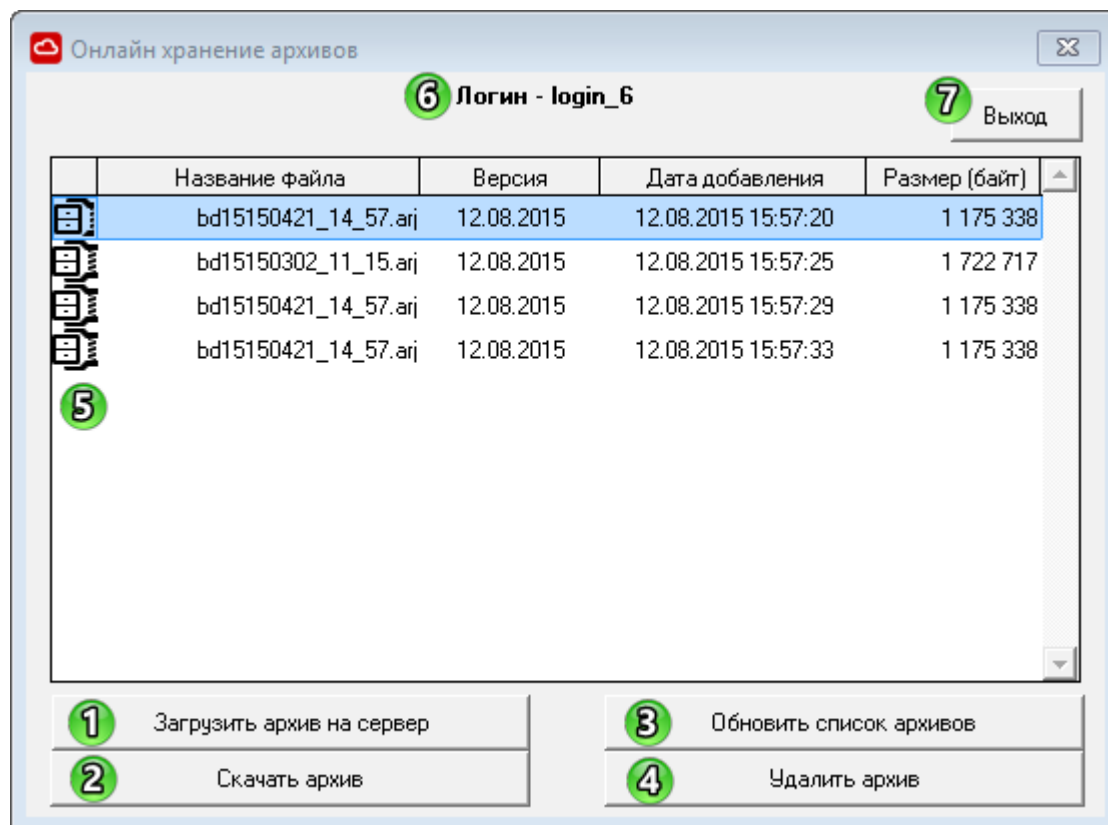 Онлайн хранение архивов
6 Логин - login_6
7 Выход
Название файла Версия Дата добавления Размер (байт)
bd15150421_14_57.arj 12.08.2015 12.08.2015 15:57:20 1 175 338
bd15150302_11_15.arj 12.08.2015 12.08.2015 15:57:25 1 722 717
bd15150421_14_57.arj 12.08.2015 12.08.2015 15:57:29 1 175 338
bd15150421_14_57.arj 12.08.2015 12.08.2015 15:57:33 1 175 338
5
1 Загрузить архив на сервер 3 Обновить список архивов
2 Скачать архив 4 Удалить архив